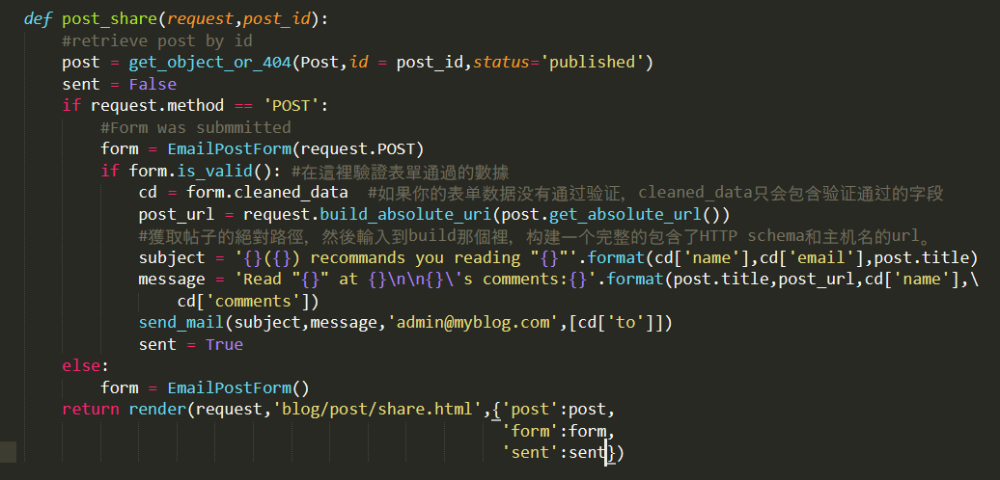 def post_share(request,post_id):
#retrieve post by id
post = get_object_or_404(Post,id = post_id,status='published')
sent = False
if request.method == 'POST':
#Form was submmitted
form = EmailPostForm(request.POST)
if form.is_valid(): #在這裡驗證表單通過的數據
cd = form.cleaned_data  #如果你的表单数据没有通过验证, cleaned_data只会包含验证通过的字段
post_url = request.build_absolute_uri(post.get_absolute_url())
#獲取帖子的絕對路徑, 然後輸入到build那個裡, 构建一个完整的包含了HTTP schema和主机名的url。
subject = '{}({}) recommands you reading "{}"'.format(cd['name'],cd['email'],post.title)
message = 'Read "{}" at {}\n\n{}\'s comments:{}'.format(post.title,post_url,cd['name'],\
cd['comments'])
send_mail(subject,message,'admin@myblog.com',[cd['to']])
sent = True
else:
form = EmailPostForm()
return render(request,'blog/post/share.html',{'post':post,
'form':form,
'sent':sent})